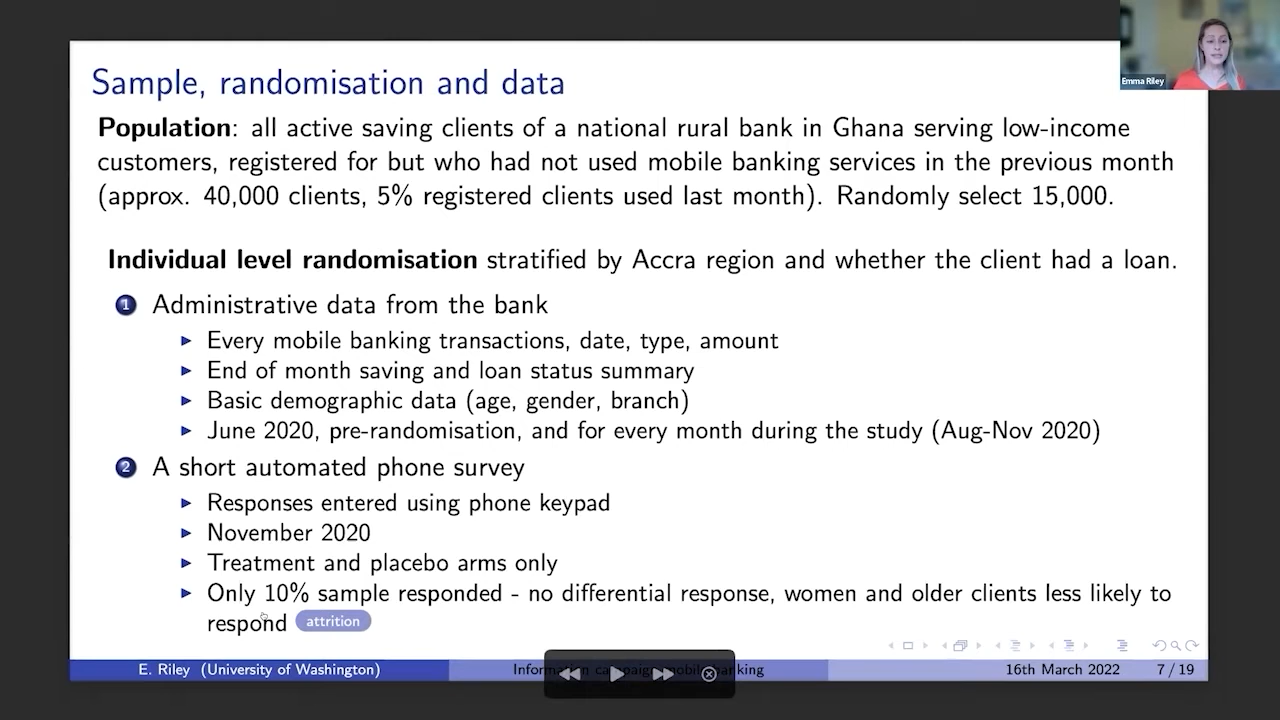 Emma Riley
Sample, randomisation and data
Population: all active saving clients of a national rural bank in Ghana serving low-income
customers, registered for but who had not used mobile banking services in the previous month
(approx. 40,000 clients, 5% registered clients used last month). Randomly select 15,000.
Individual level randomisation stratified by Accra region and whether the client had a loan.
1 Administrative data from the bank
Every mobile banking transactions, date, type, amount
End of month saving and loan status summary
Basic demographic data (age, gender, branch)
June 2020, pre-randomisation, and for every month during the study (Aug-Nov 2020)
2 A short automated phone survey
Responses entered using phone keypad
November 2020
Treatment and placebo arms only
Only 10% sample responded - no differential response, women and older clients less likely to
respond attrition
E. Riley (University of Washington) Information campaign mobile banking 16th March 2022 7 / 19